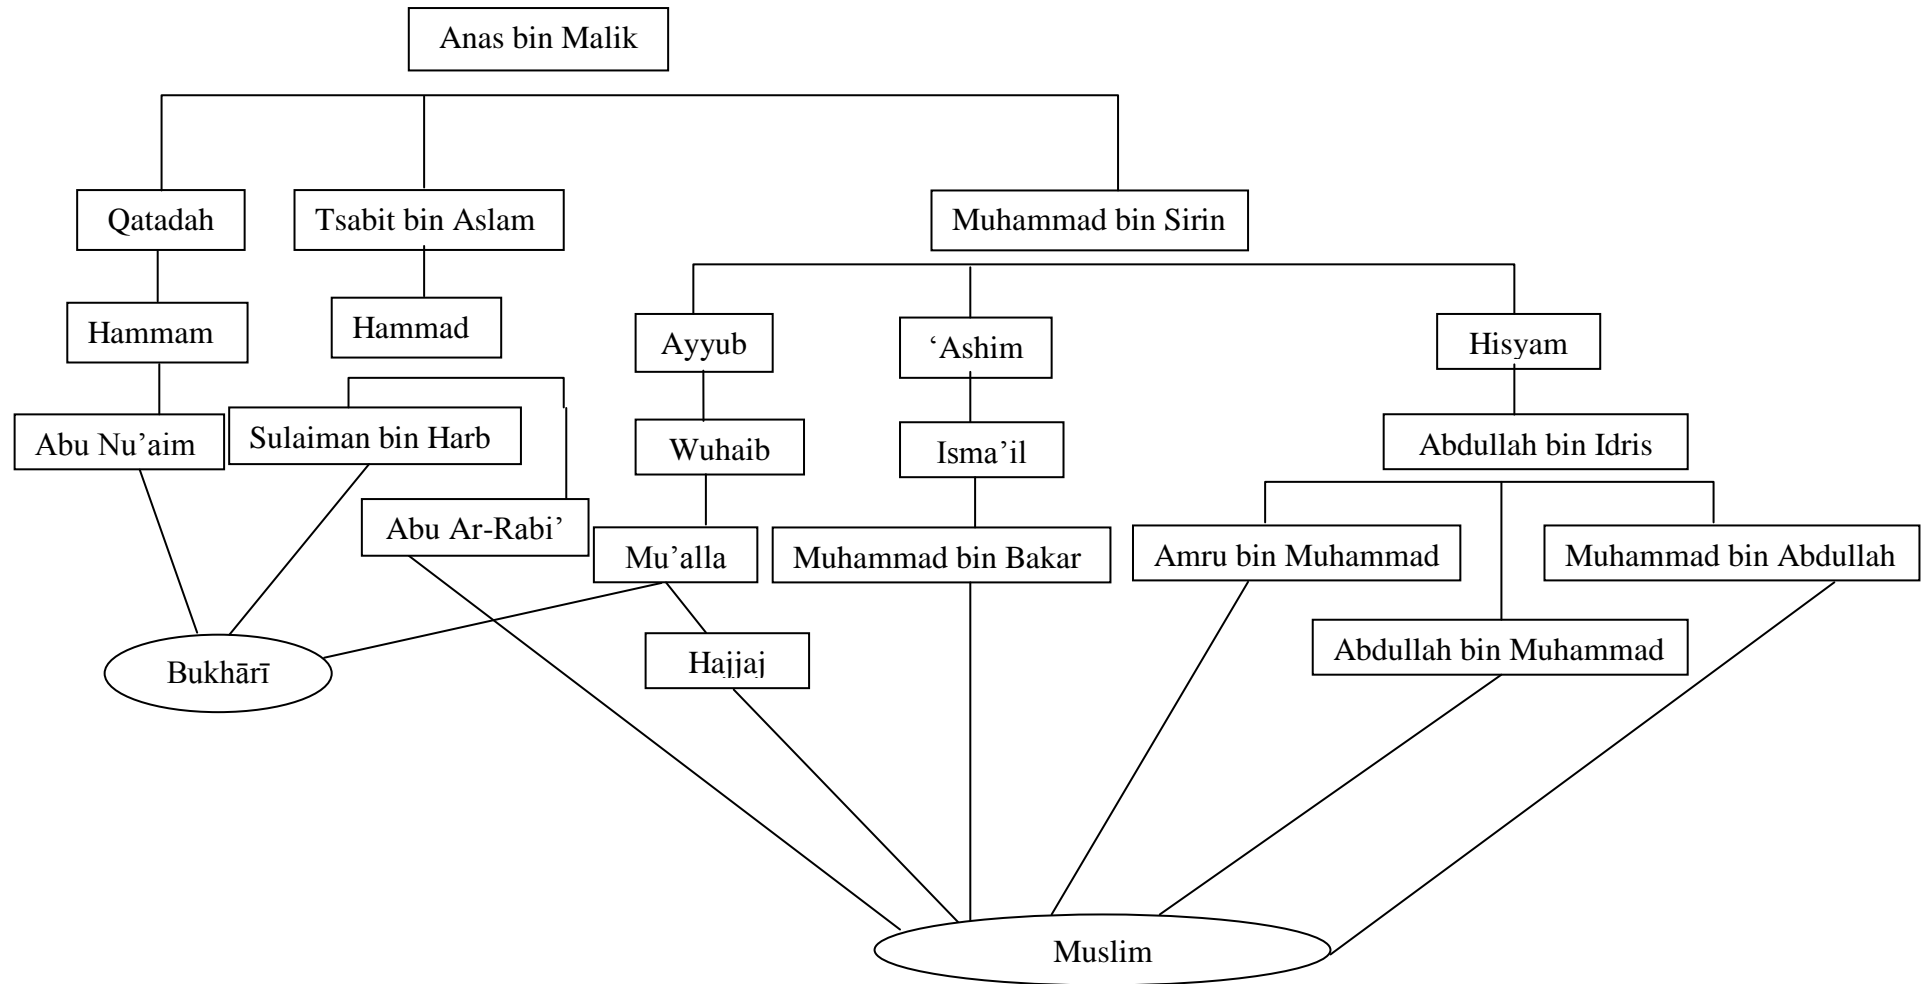 Anas bin Malik
Qatadah
Tsabit bin Aslam
Muhammad bin Sirin
Hammam
Hammad
Ayyub
‘Ashim
Hisyam
Abu Nu’aim
Sulaiman bin Harb
Wuhaib
Isma’il
Abdullah bin Idris
Abu Ar-Rabi’
Mu’alla
Muhammad bin Bakar
Amru bin Muhammad
Muhammad bin Abdullah
Bukhārī
Hajjaj
Abdullah bin Muhammad
Muslim